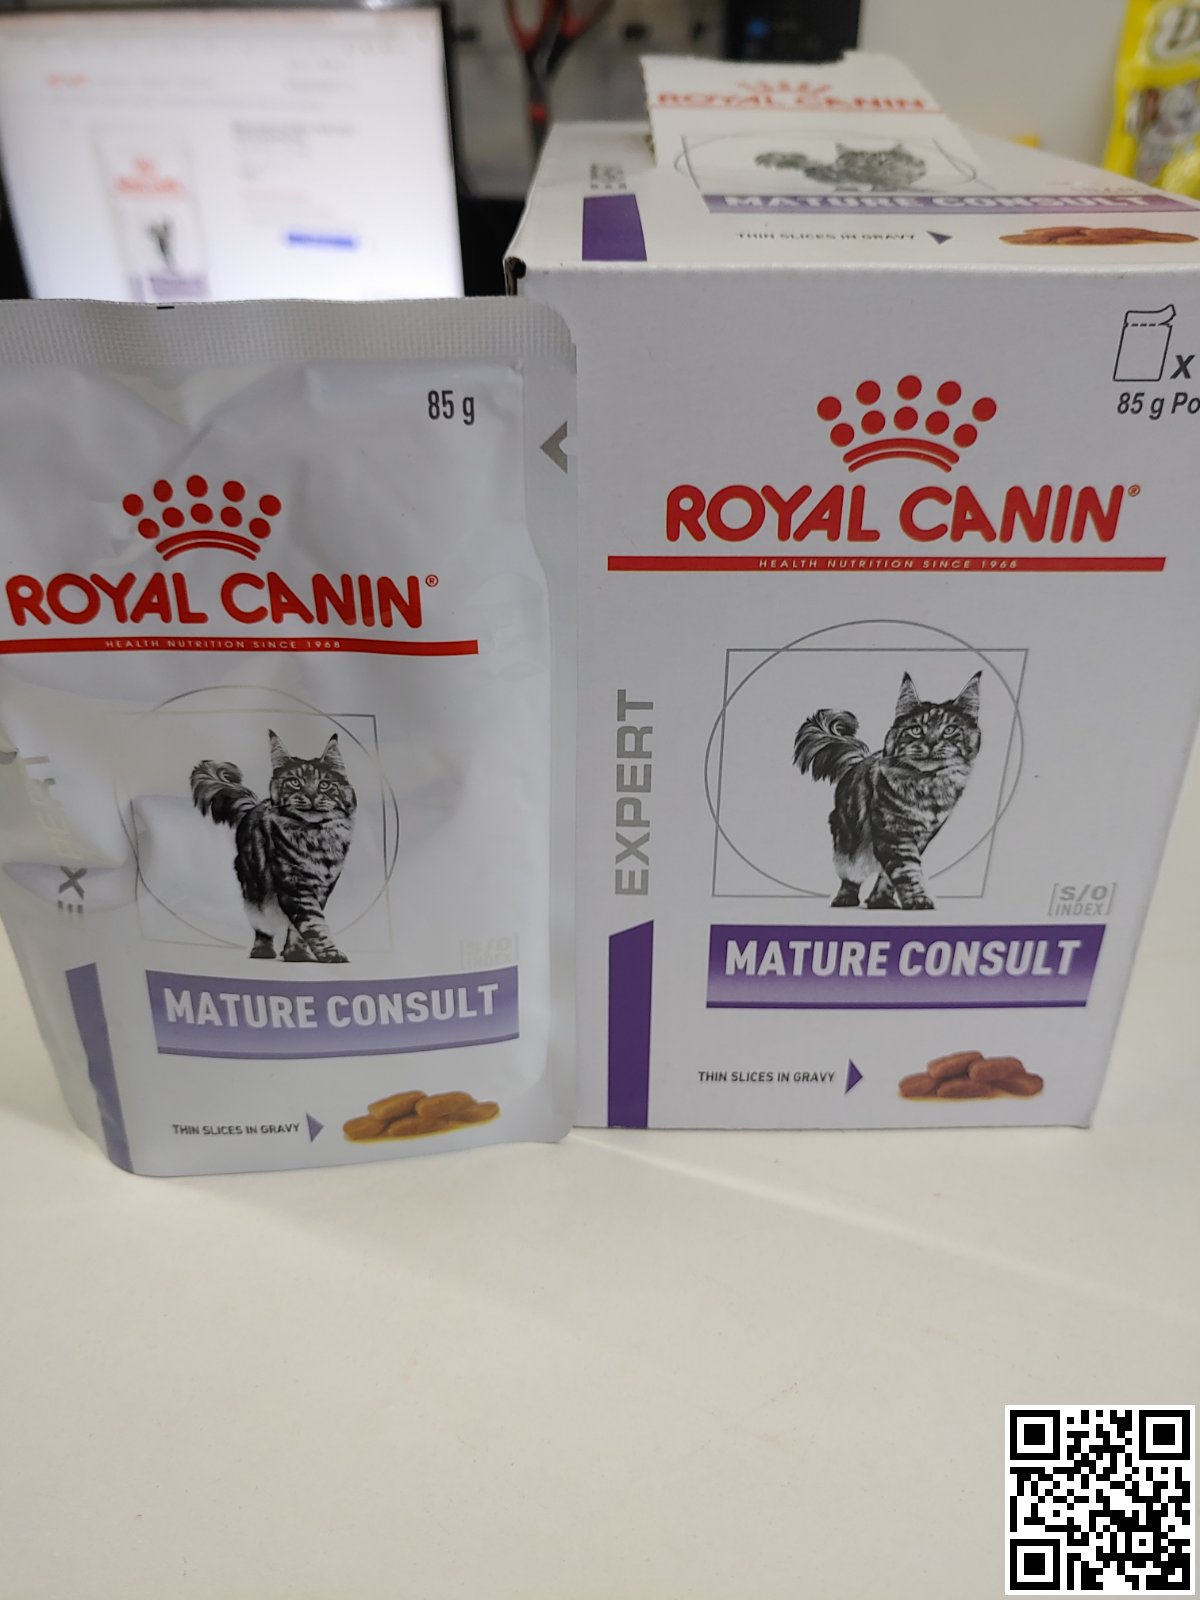 ROYAL CANIN
MATURE CONSULT
THIN SLICES IN GRAVY
85 g
ROYAL CANIN®
HEALTH NUTRITION SINCE 1968
EXPERT
S/O
INDEX
MATURE CONSULT
THIN SLICES IN GRAVY
X
85 g Po
ROYAL CANIN®
HEALTH NUTRITION SINCE 1968
EXPERT
S/O
INDEX
MATURE CONSULT
THIN SLICES IN GRAVY